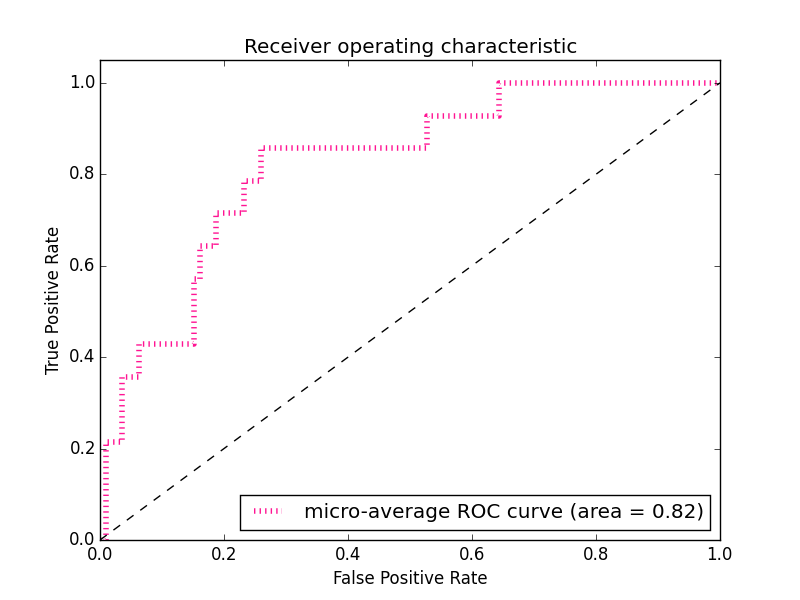 Receiver operating characteristic
True Positive Rate
1.0
0.8
0.6
0.4
0.2
0.0
micro-average ROC curve (area = 0.82)
0.0 0.2 0.4 0.6 0.8 1.0
False Positive Rate